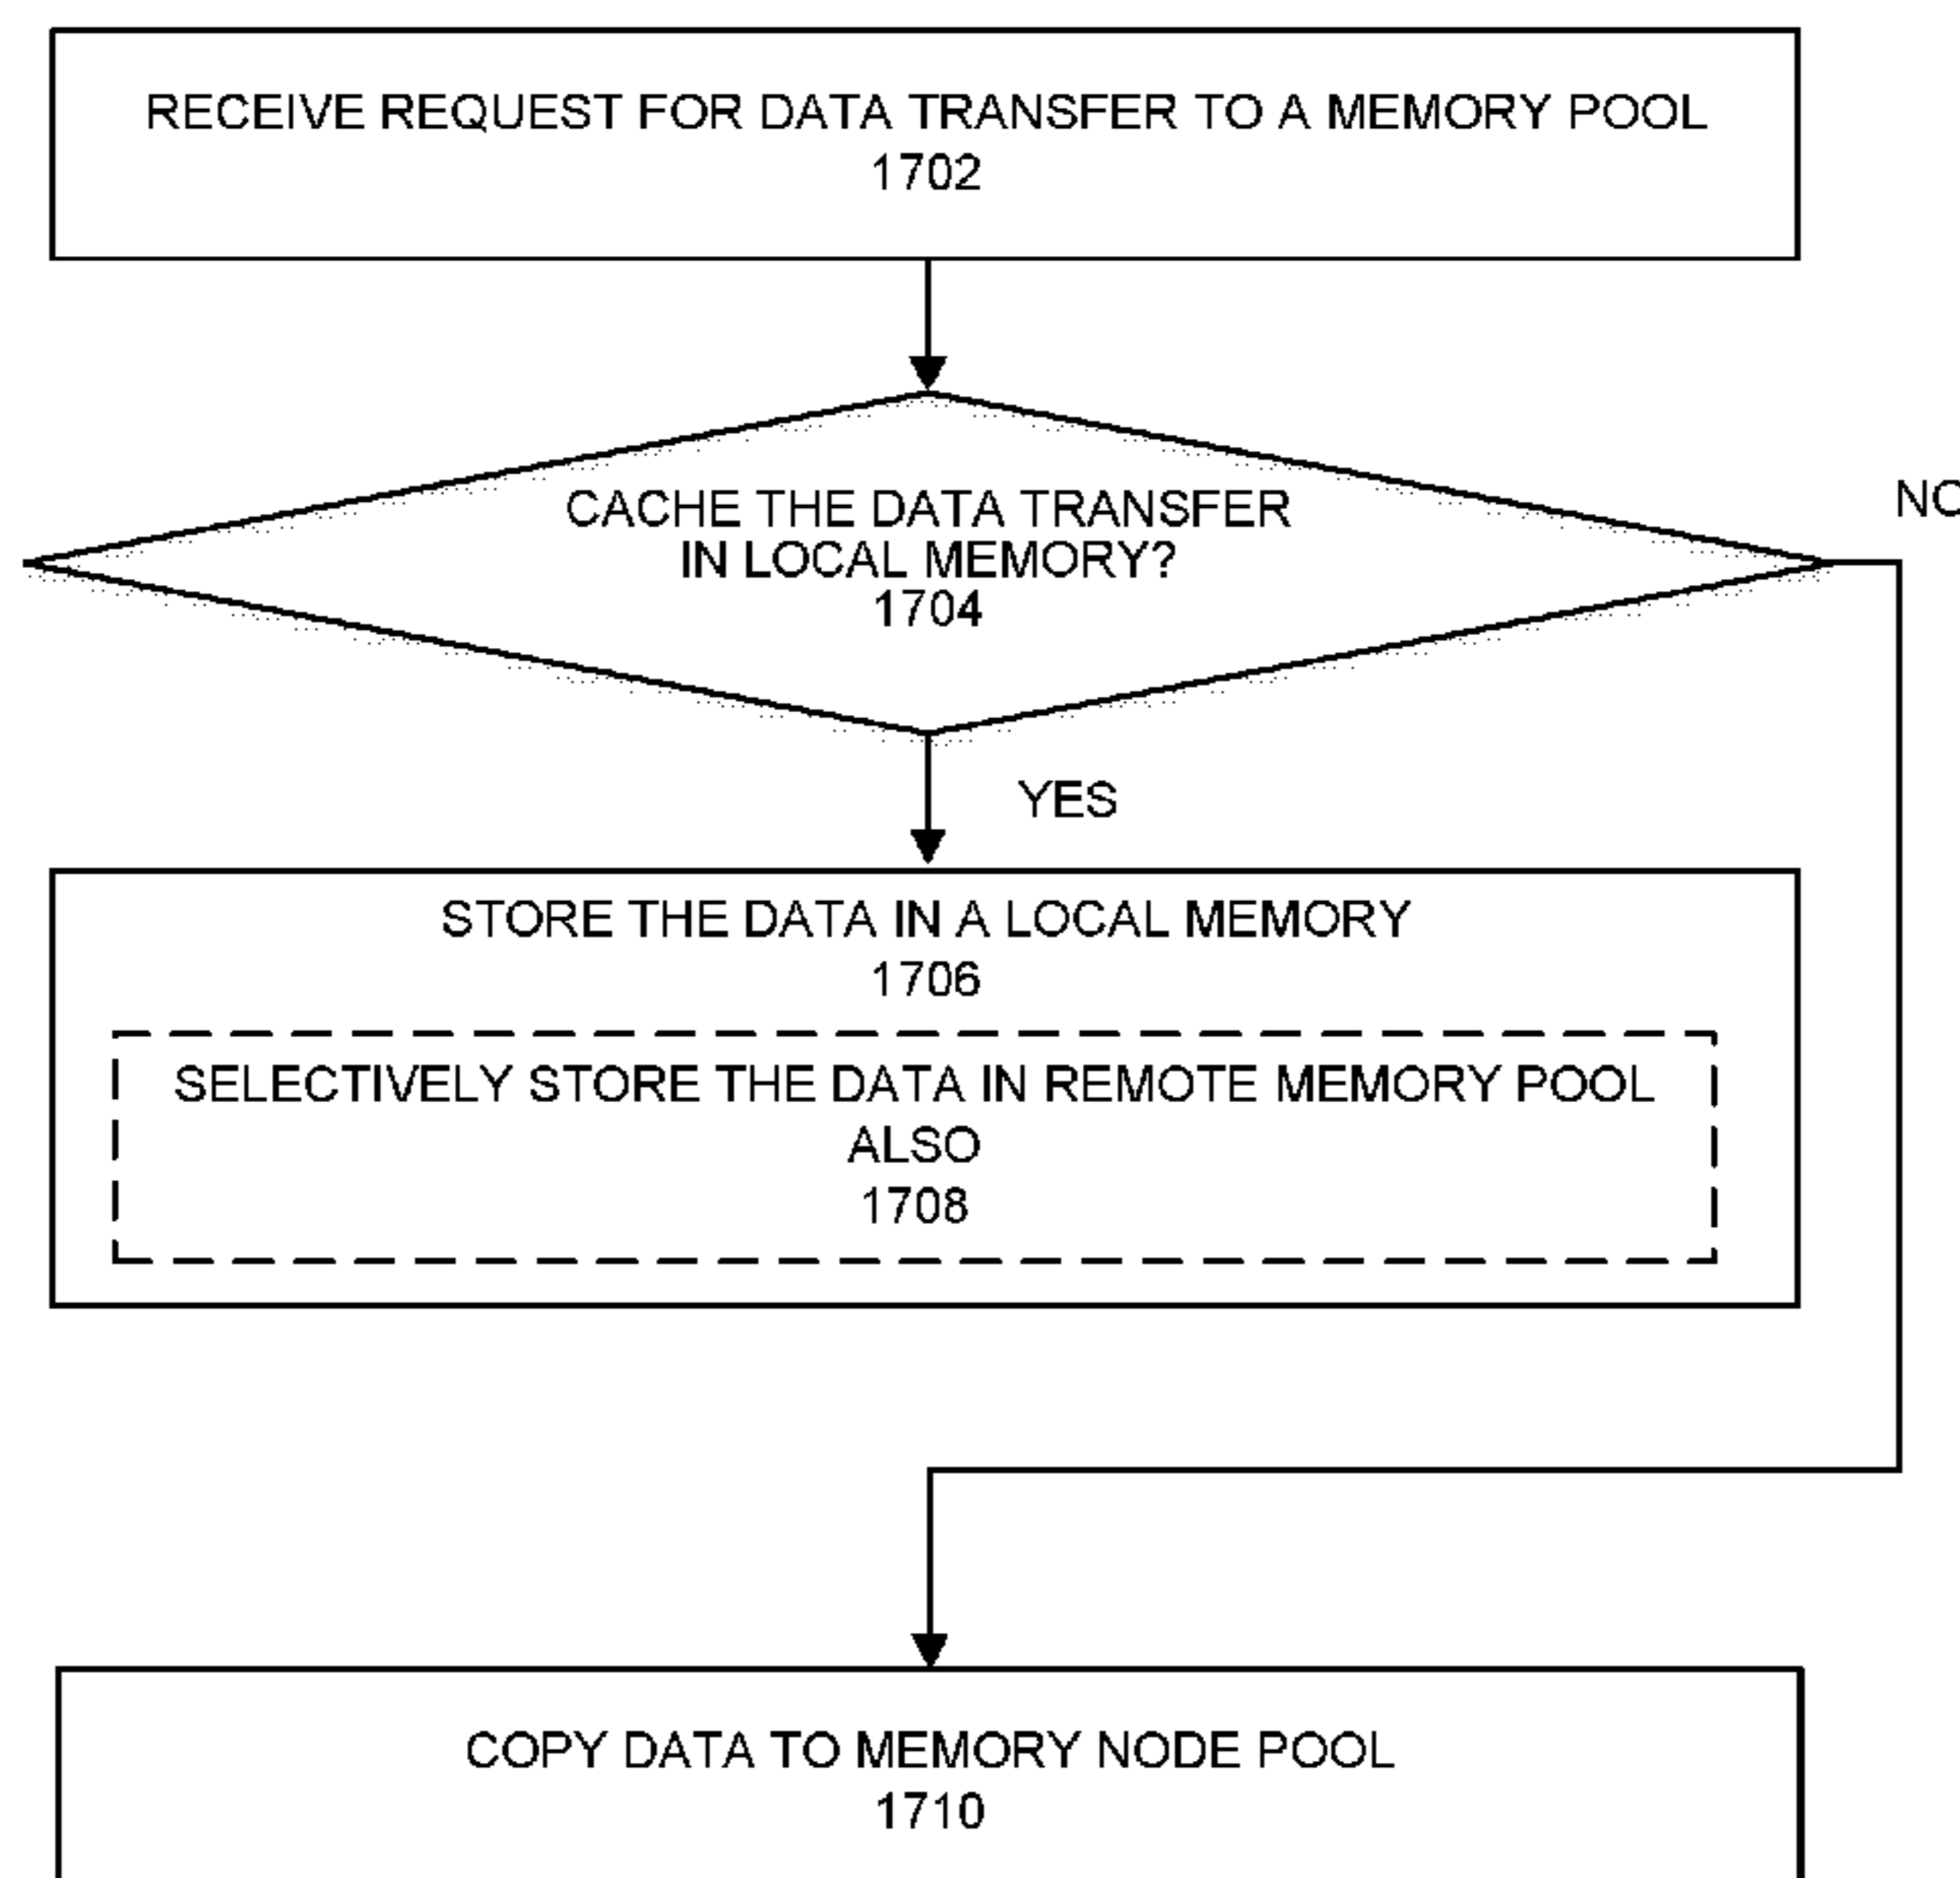 RECEIVE REQUEST FOR DATA TRANSFER TO A MEMORY POOL
1702
CACHE THE DATA TRANSFER
IN LOCAL MEMORY?
1704
NO
YES
STORE THE DATA IN A LOCAL MEMORY
1706
SELECTIVELY STORE THE DATA IN REMOTE MEMORY POOL
ALSO
1708
COPY DATA TO MEMORY NODE POOL
1710